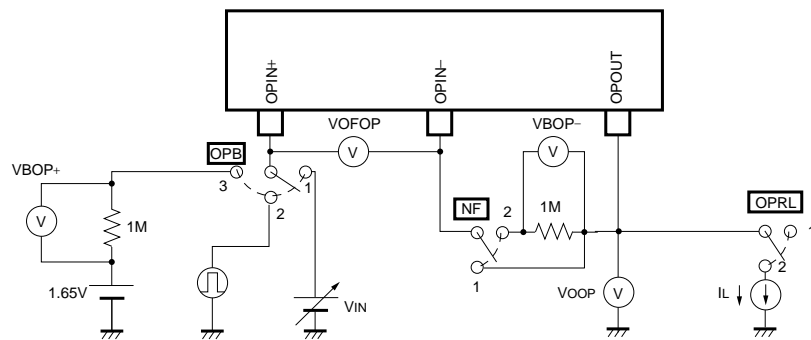 OPIN+
OPIN−
OPOUT
VOFOP
VBOP−
VBOP+
OPB
3
1
2
V
V
V
1M
NF
2
1M
1
OPRL
2
1.65V
VIN
VOOP
V
IL